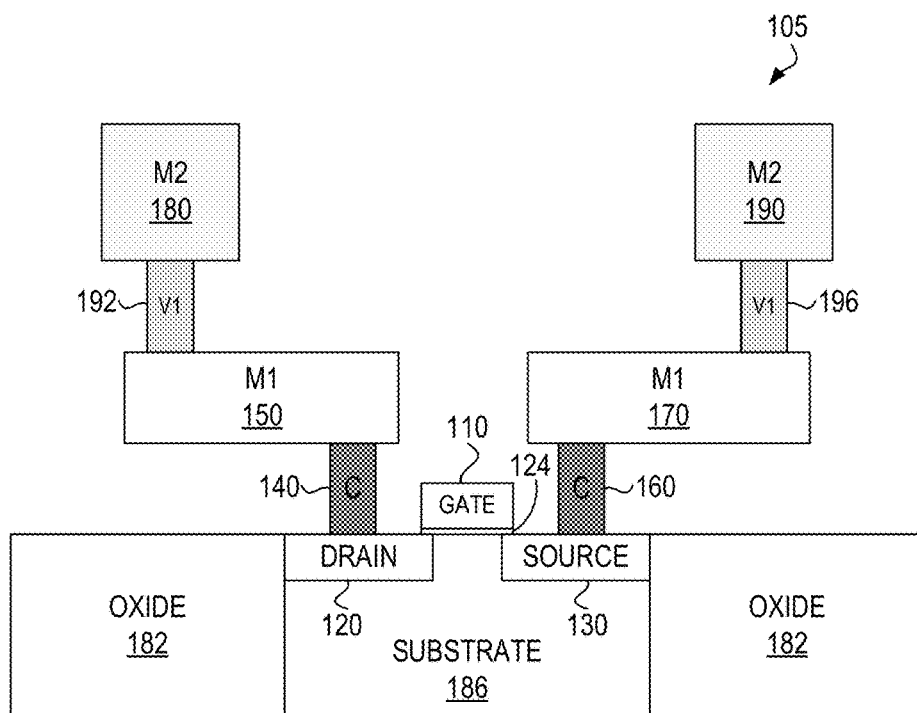 105
M2
180
M2
190
192
V1
V1
196
M1
150
M1
170
110
124
140
C
GATE
C
160
DRAIN
SOURCE
OXIDE
182
120
130
OXIDE
182
SUBSTRATE
186